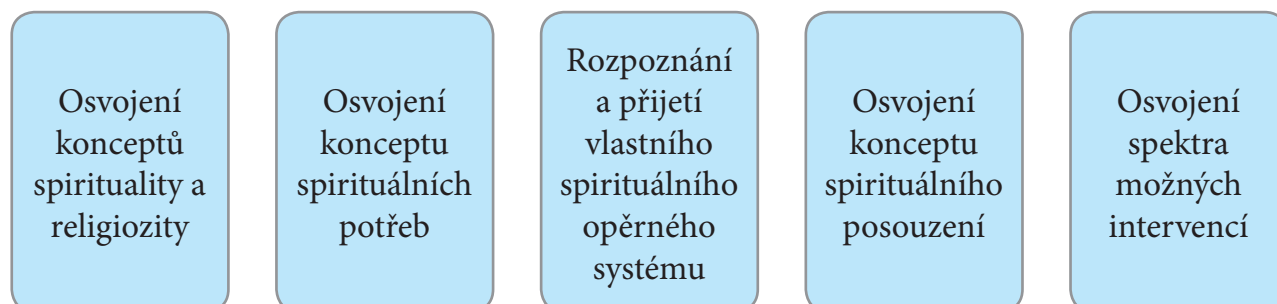 Osvojení
konceptů
spirituality a
religiozity
Osvojení
konceptu
spirituálních
potřeb
Rozpoznání
a přijetí
vlastního
spirituálního
opěrného
systému
Osvojení
konceptu
spirituálního
posouzení
Osvojení
spektra
možných
intervencí